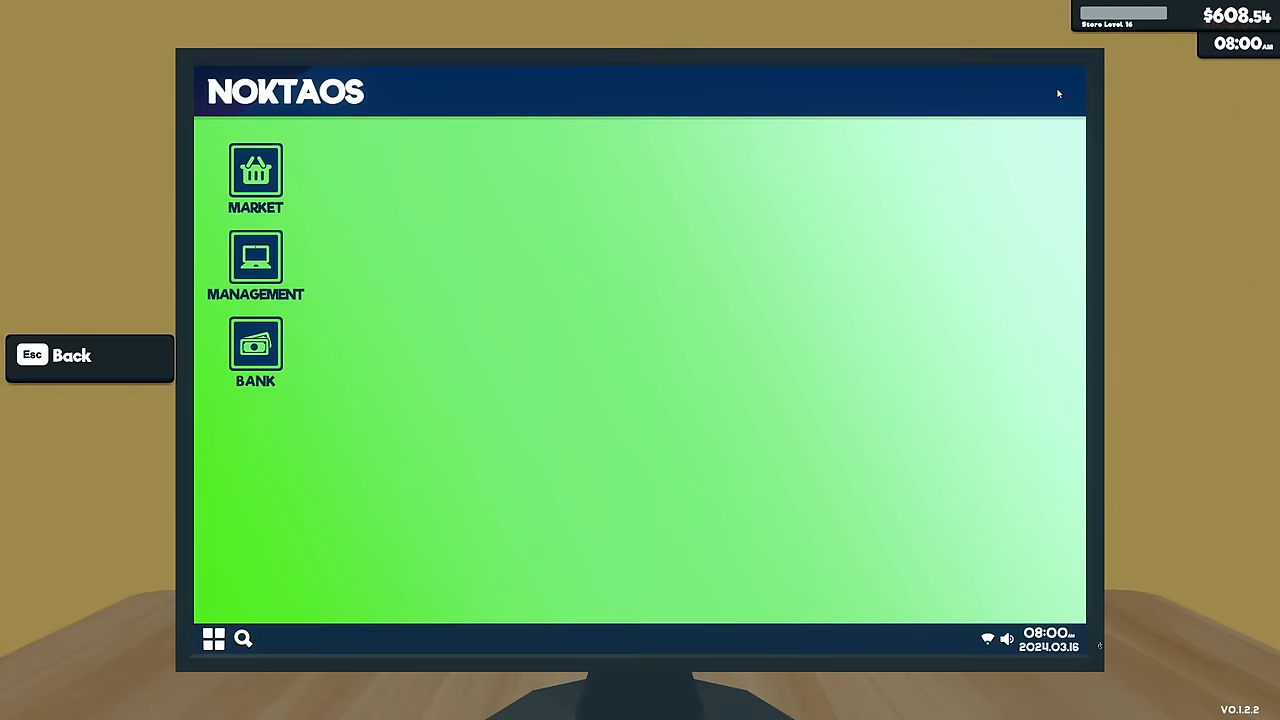 $608.54
Store Level 16
08:00AM
NOKTAOS
MARKET
MANAGEMENT
BANK
Esc Back
08:00AM
2024.03.16
V0.1.2.2